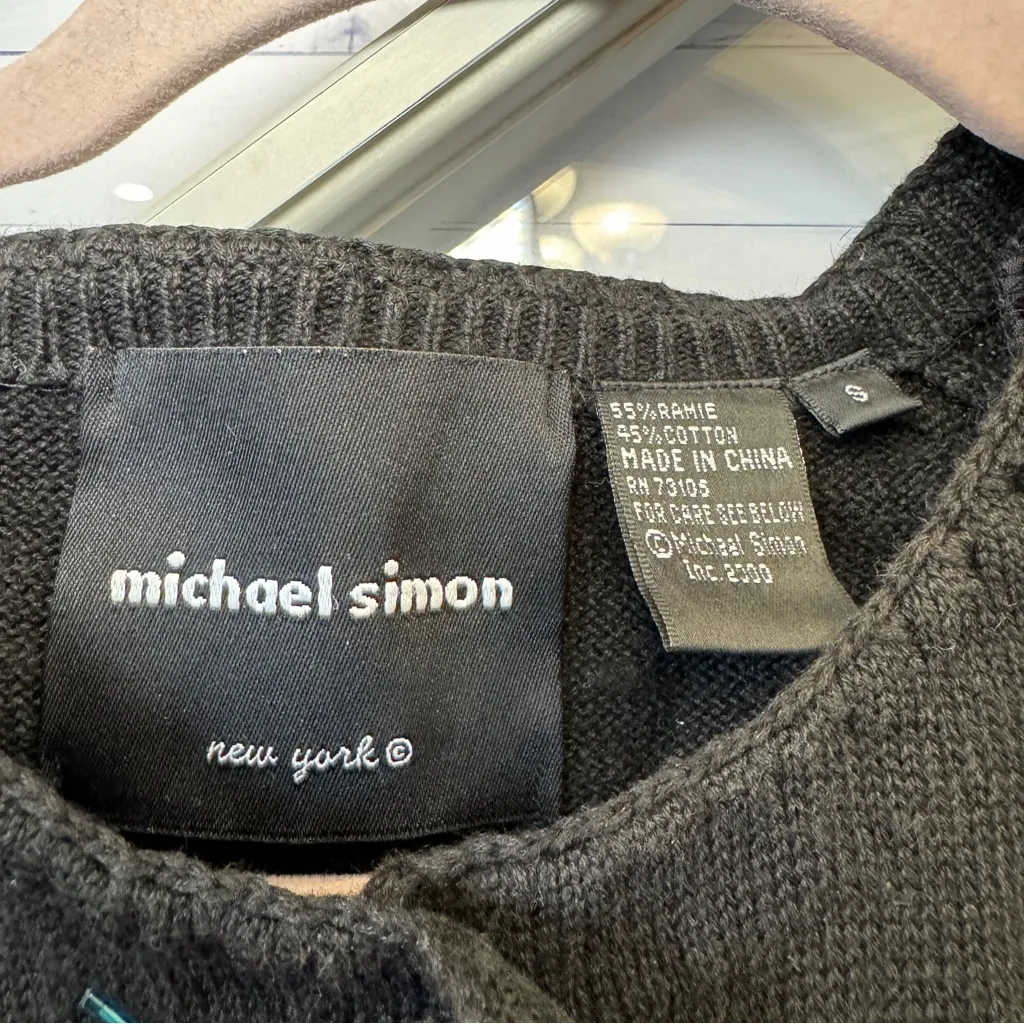 michael simon
new york ©
55% RAMIE
45% COTTON
MADE IN CHINA
RN 73105
FOR CARE SEE BELOW
© Michael Simon
Inc. 2000
S